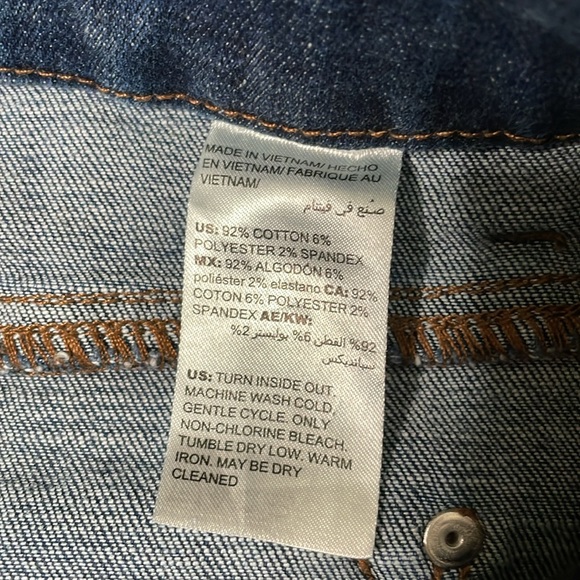 MADE IN VIETNAM/ HECHO
EN VIETNAM/ FABRIQUE AU
VIETNAM/
صُنِع في فيتنام
US: 92% COTTON 6%
POLYESTER 2% SPANDEX
MX: 92% ALGODÓN 6%
poliéster 2% elastano CA: 92%
COTON 6% POLYESTER 2%
SPANDEX AE/KW:
92% القطن 6% بوليستر 2%
سباندیکس
US: TURN INSIDE OUT.
MACHINE WASH COLD,
GENTLE CYCLE. ONLY
NON-CHLORINE BLEACH.
TUMBLE DRY LOW. WARM
IRON. MAY BE DRY
CLEANED